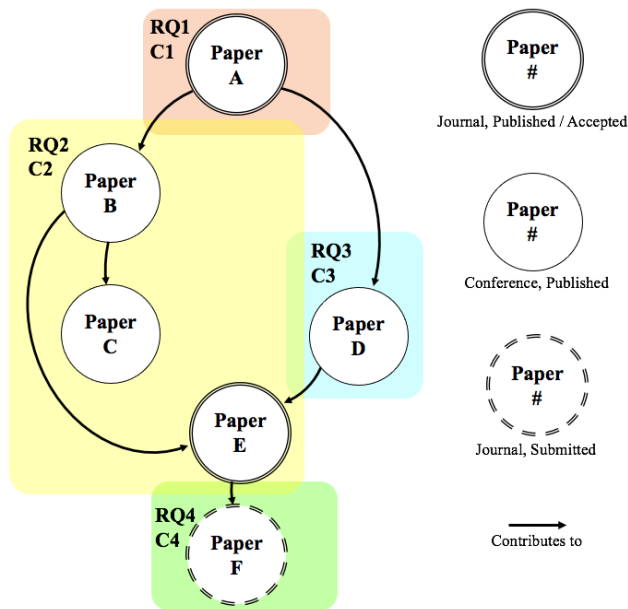 RQ1
C1
Paper
A
RQ2
C2
Paper
B
Paper
C
RQ3
C3
Paper
D
Paper
E
RQ4
C4
Paper
F
Paper
#
Journal, Published / Accepted
Paper
#
Conference, Published
Paper
#
Journal, Submitted
Contributes to